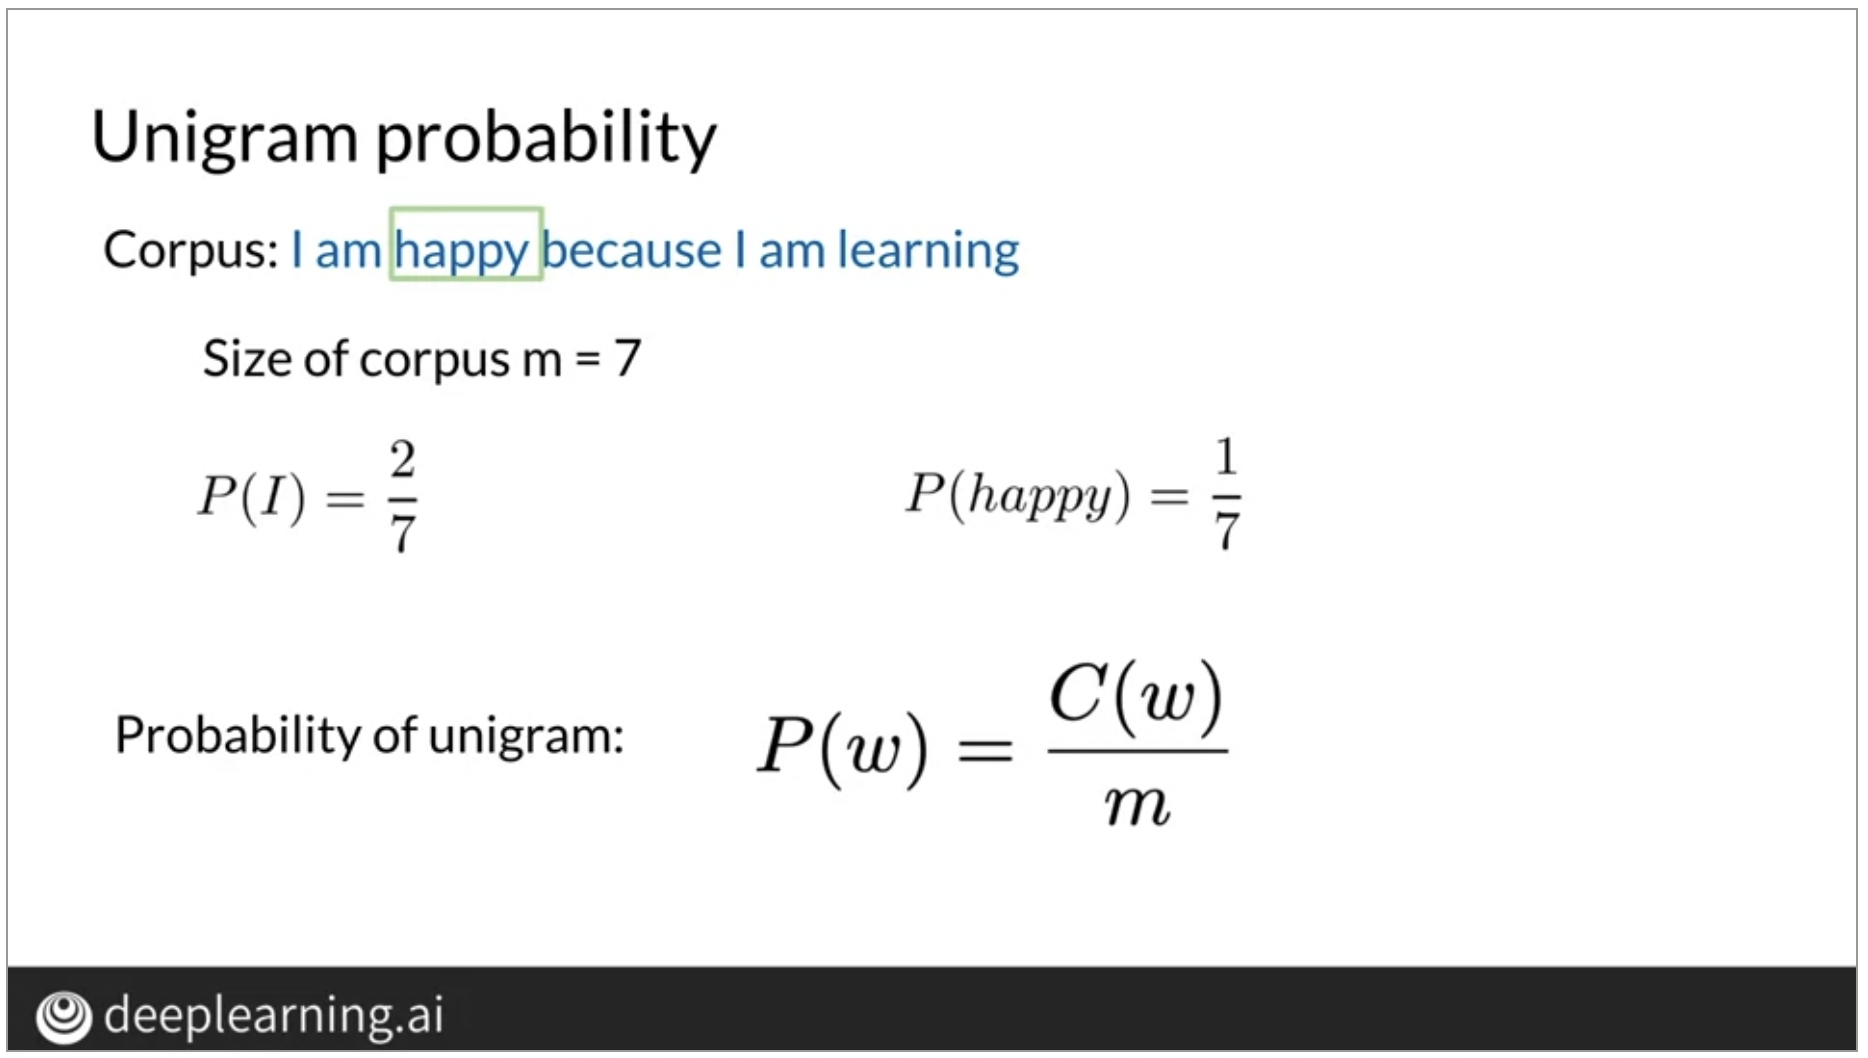 Unigram probability
Corpus: I am happy because I am learning
Size of corpus m = 7
P(I) = 2/7
P(happy) = 1/7
Probability of unigram: P(w) = C(w)/m
deeplearning.ai